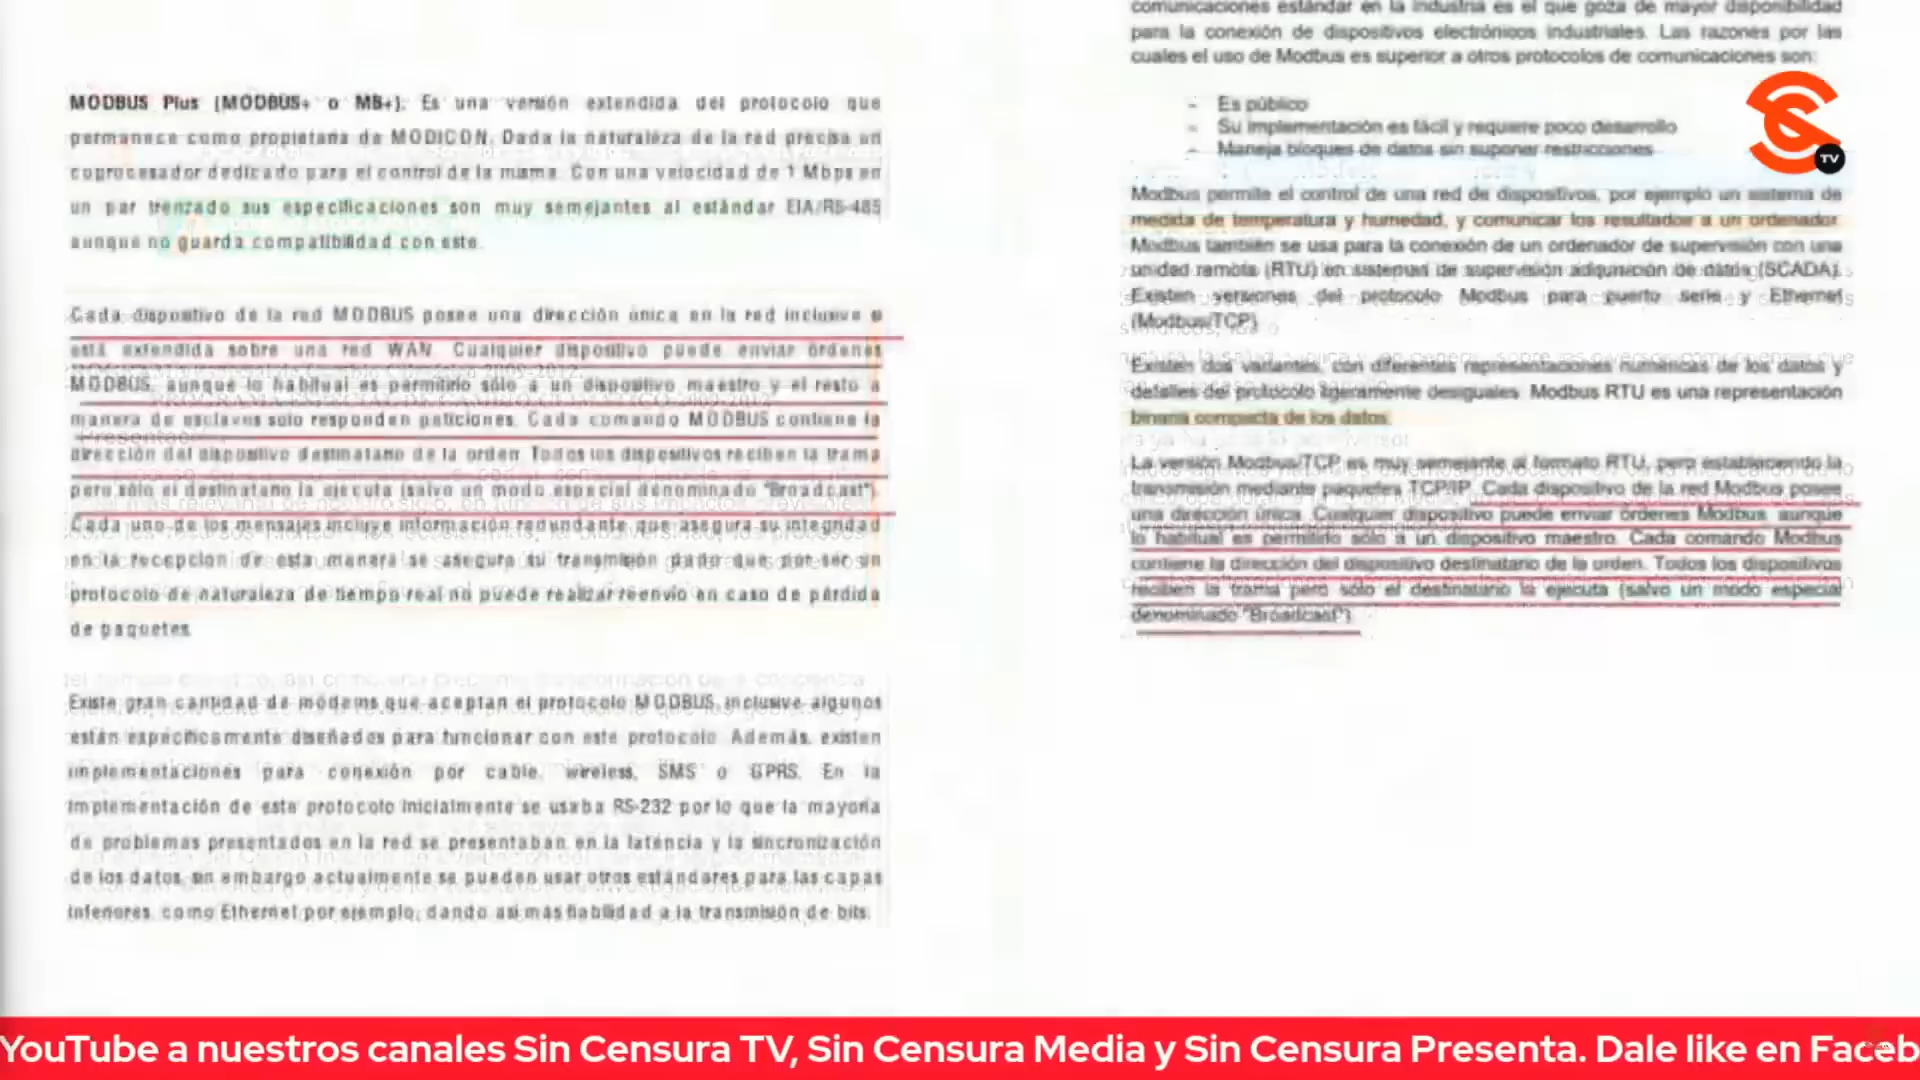 MODBUS Plus (MODBUS+ o MB+). Es una versión extendida del protocolo que
permanece como propietaria de MODICON. Dada la naturaleza de la red precisa un
coprocesador dedicado para el control de la misma. Con una velocidad de 1 Mbps en
un par trenzado sus especificaciones son muy semejantes al estándar EIA/RS-485
aunque no guarda compatibilidad con este.
Cada dispositivo de la red MODBUS posee una dirección única en la red inclusive si
está extendida sobre una red WAN. Cualquier dispositivo puede enviar órdenes
MODBUS, aunque lo habitual es permitirlo sólo a un dispositivo maestro y el resto a
manera de esclavos solo responden peticiones. Cada comando MODBUS contiene la
dirección del dispositivo destinatario de la orden. Todos los dispositivos reciben la trama
pero sólo el destinatario la ejecuta (salvo un modo especial denominado "Broadcast").
Cada uno de los mensajes incluye información redundante que asegura su integridad
en la recepción de esta manera se asegura su transmisión dado que por ser un
protocolo de naturaleza de tiempo real no puede realizar reenvío en caso de pérdida
de paquetes.
Existe gran cantidad de módems que aceptan el protocolo MODBUS, inclusive algunos
están específicamente diseñados para funcionar con este protocolo. Además, existen
implementaciones para conexión por cable, wireless, SMS o GPRS. En la
implementación de este protocolo inicialmente se usaba RS-232 por lo que la mayoría
de problemas presentados en la red se presentaban en la latencia y la sincronización
de los datos, sin embargo actualmente se pueden usar otros estándares para las capas
inferiores, como Ethernet por ejemplo, dando así más fiabilidad a la transmisión de bits.
comunicaciones estándar en la industria es el que goza de mayor disponibilidad
para la conexión de dispositivos electrónicos industriales. Las razones por las
cuales el uso de Modbus es superior a otros protocolos de comunicaciones son:
- Es público
- Su implementación es fácil y requiere poco desarrollo
- Maneja bloques de datos sin suponer restricciones
Modbus permite el control de una red de dispositivos, por ejemplo un sistema de
medida de temperatura y humedad, y comunicar los resultados a un ordenador.
Modbus también se usa para la conexión de un ordenador de supervisión con una
unidad remota (RTU) en sistemas de supervisión adquisición de datos (SCADA).
Existen versiones del protocolo Modbus para puerto serie y Ethernet
(Modbus/TCP).
Existen dos variantes, con diferentes representaciones numéricas de los datos y
detalles del protocolo ligeramente desiguales. Modbus RTU es una representación
binaria compacta de los datos.
La versión Modbus/TCP es muy semejante al formato RTU, pero estableciendo la
transmisión mediante paquetes TCP/IP. Cada dispositivo de la red Modbus posee
una dirección única. Cualquier dispositivo puede enviar órdenes Modbus, aunque
lo habitual es permitirlo sólo a un dispositivo maestro. Cada comando Modbus
contiene la dirección del dispositivo destinatario de la orden. Todos los dispositivos
reciben la trama pero sólo el destinatario la ejecuta (salvo un modo especial
denominado "Broadcast").
TV
YouTube a nuestros canales Sin Censura TV, Sin Censura Media y Sin Censura Presenta. Dale like en Faceb